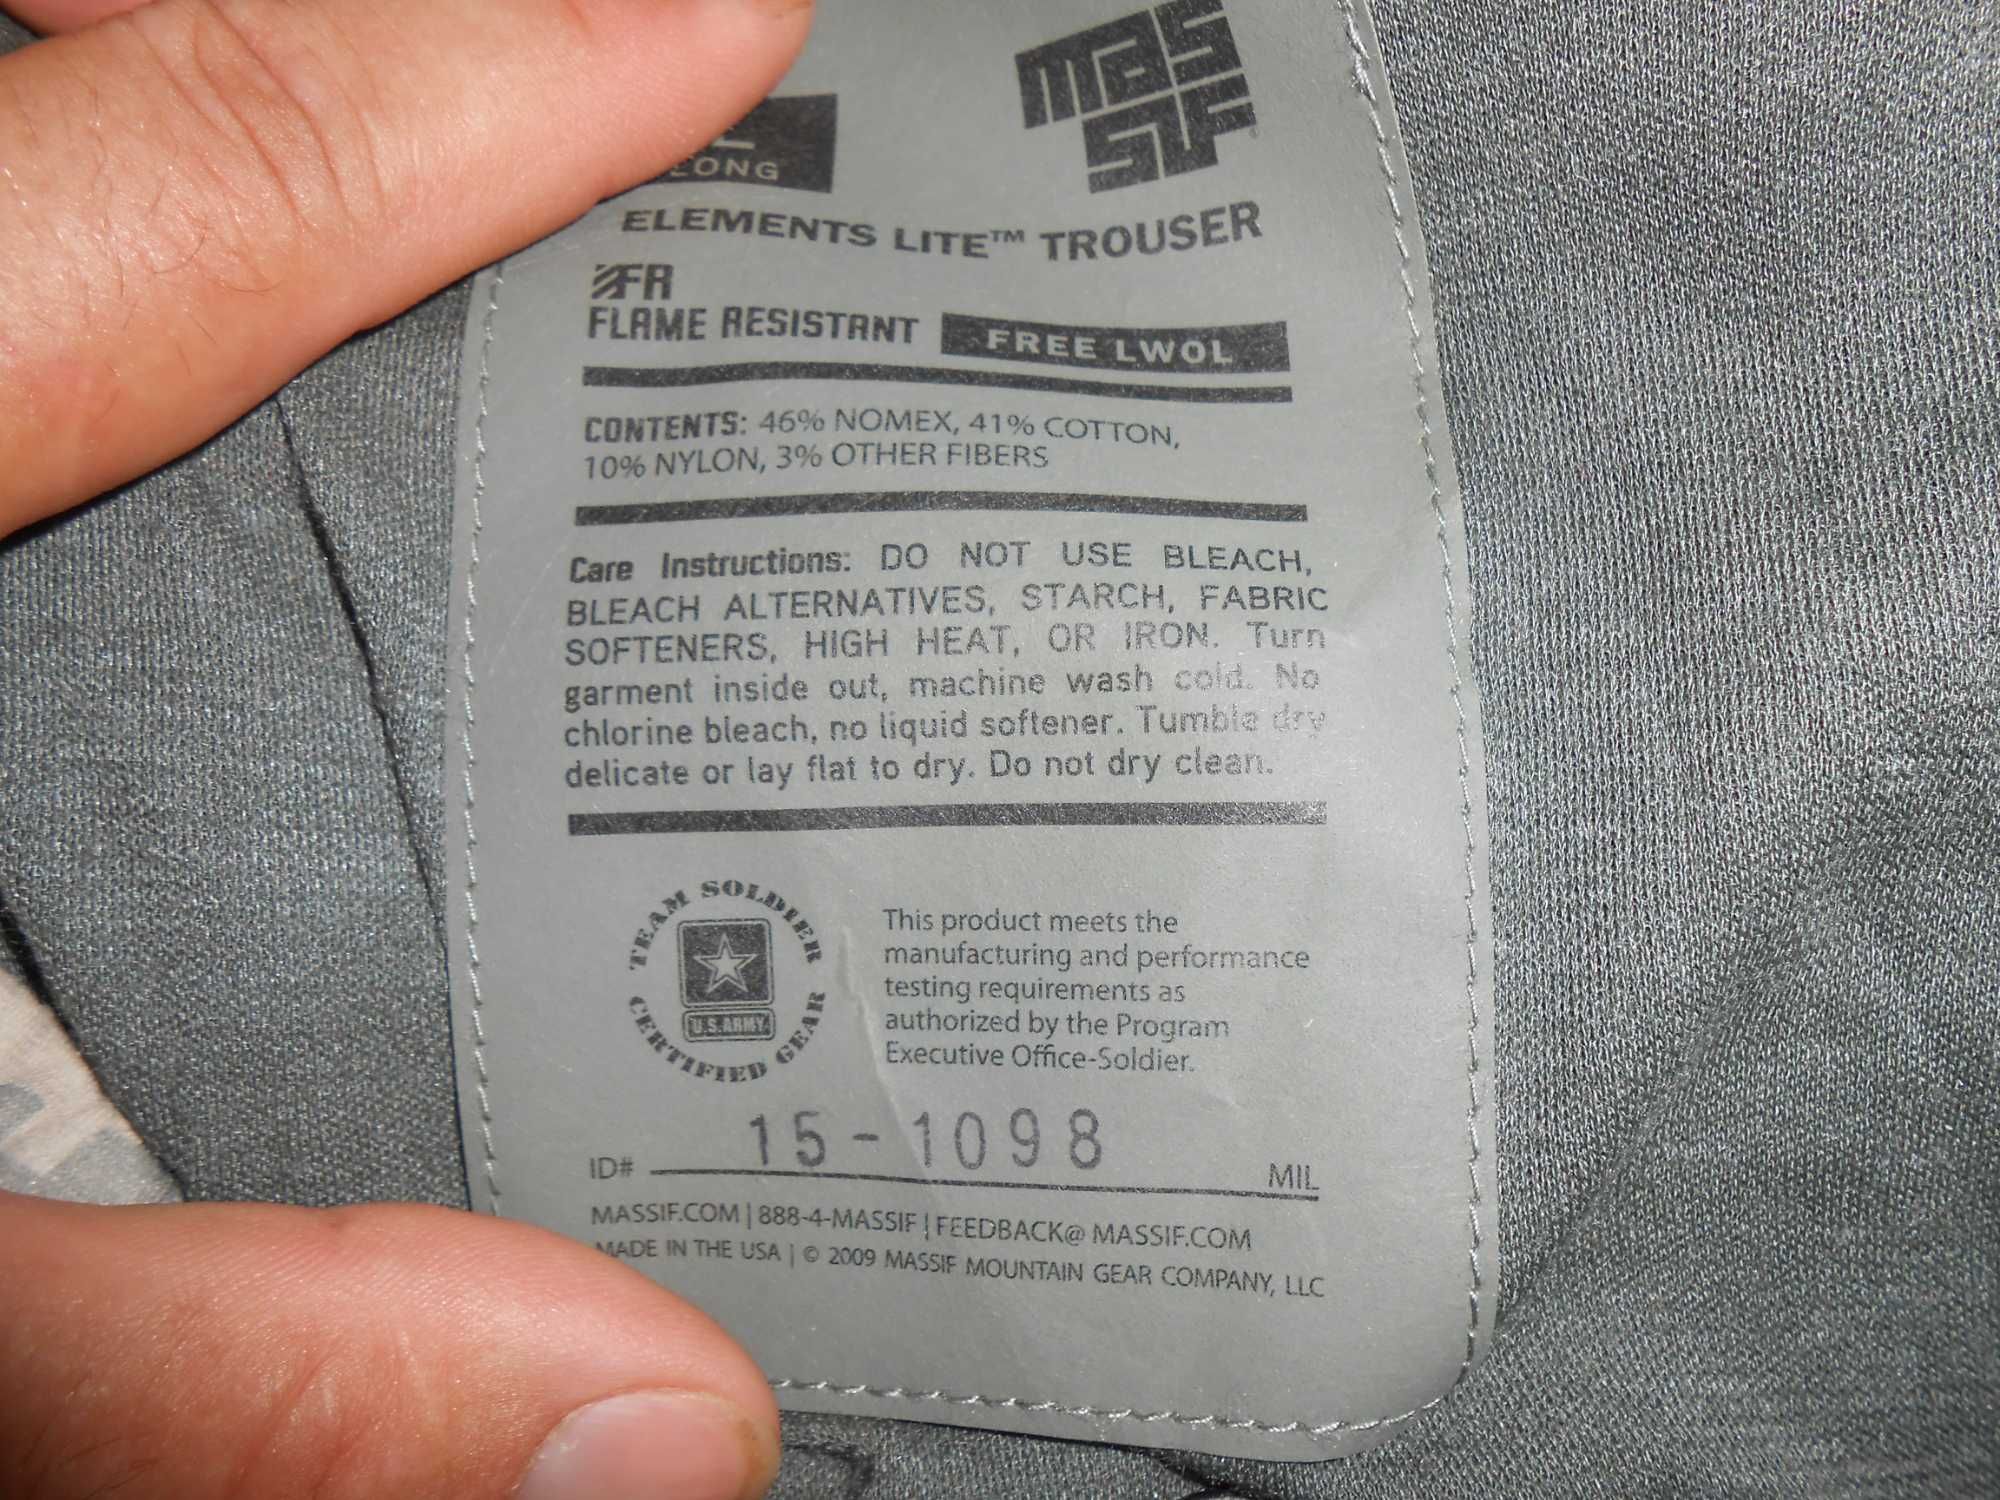 MASSIF
LONG
ELEMENTS LITE™ TROUSER
FR
FLAME RESISTANT FREE LWOL
CONTENTS: 46% NOMEX, 41% COTTON,
10% NYLON, 3% OTHER FIBERS
Care Instructions: DO NOT USE BLEACH,
BLEACH ALTERNATIVES, STARCH, FABRIC
SOFTENERS, HIGH HEAT, OR IRON. Turn
garment inside out, machine wash cold. No
chlorine bleach, no liquid softener. Tumble dry
delicate or lay flat to dry. Do not dry clean.
TEAM SOLDIER
U.S.ARMY
CERTIFIED GEAR
This product meets the
manufacturing and performance
testing requirements as
authorized by the Program
Executive Office-Soldier.
ID# 15-1098 MIL
MASSIF.COM | 888-4-MASSIF | FEEDBACK@ MASSIF.COM
MADE IN THE USA | © 2009 MASSIF MOUNTAIN GEAR COMPANY, LLC